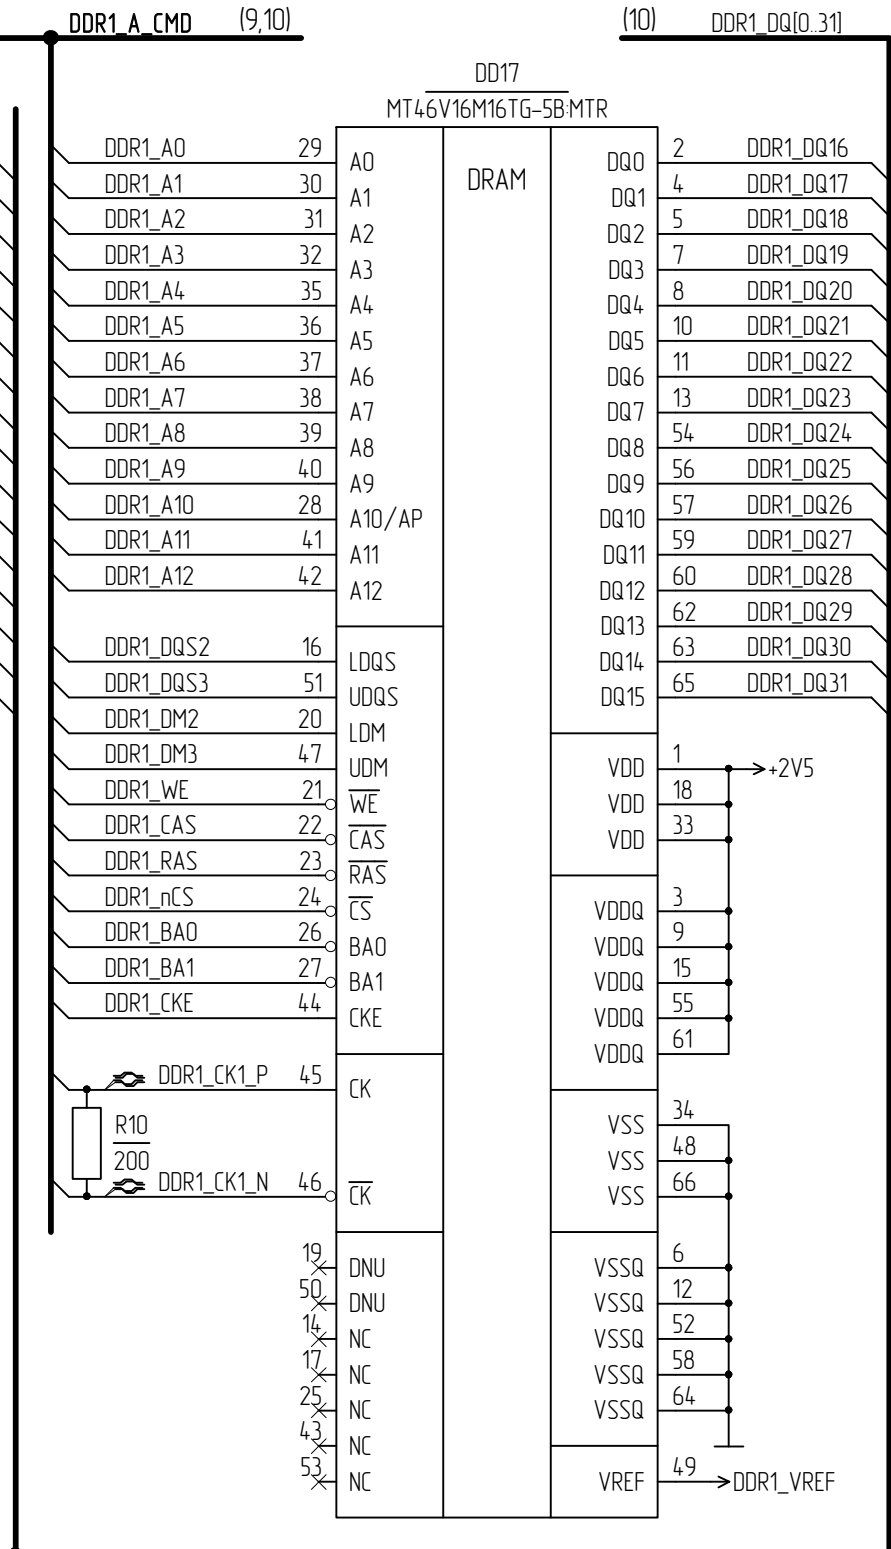 DDR1_A_CMD (9,10) (10) DDR1_DQ[0..31]
DD17
MT46V16M16TG-5B:MTR
DRAM
DDR1_A0 29 A0 DQ0 2 DDR1_DQ16
DDR1_A1 30 A1 DQ1 4 DDR1_DQ17
DDR1_A2 31 A2 DQ2 5 DDR1_DQ18
DDR1_A3 32 A3 DQ3 7 DDR1_DQ19
DDR1_A4 35 A4 DQ4 8 DDR1_DQ20
DDR1_A5 36 A5 DQ5 10 DDR1_DQ21
DDR1_A6 37 A6 DQ6 11 DDR1_DQ22
DDR1_A7 38 A7 DQ7 13 DDR1_DQ23
DDR1_A8 39 A8 DQ8 54 DDR1_DQ24
DDR1_A9 40 A9 DQ9 56 DDR1_DQ25
DDR1_A10 28 A10/AP DQ10 57 DDR1_DQ26
DDR1_A11 41 A11 DQ11 59 DDR1_DQ27
DDR1_A12 42 A12 DQ12 60 DDR1_DQ28
DQ13 62 DDR1_DQ29
DDR1_DQS2 16 LDQS DQ14 63 DDR1_DQ30
DDR1_DQS3 51 UDQS DQ15 65 DDR1_DQ31
DDR1_DM2 20 LDM
DDR1_DM3 47 UDM VDD 1 +2V5
DDR1_WE 21 WE VDD 18
DDR1_CAS 22 CAS VDD 33
DDR1_RAS 23 RAS
DDR1_nCS 24 CS VDDQ 3
DDR1_BA0 26 BA0 VDDQ 9
DDR1_BA1 27 BA1 VDDQ 15
DDR1_CKE 44 CKE VDDQ 55
VDDQ 61
DDR1_CK1_P 45 CK
R10 VSS 34
200 VSS 48
DDR1_CK1_N 46 CK VSS 66
19 DNU VSSQ 6
50 DNU VSSQ 12
14 NC VSSQ 52
17 NC VSSQ 58
25 NC VSSQ 64
43 NC
53 NC VREF 49 DDR1_VREF